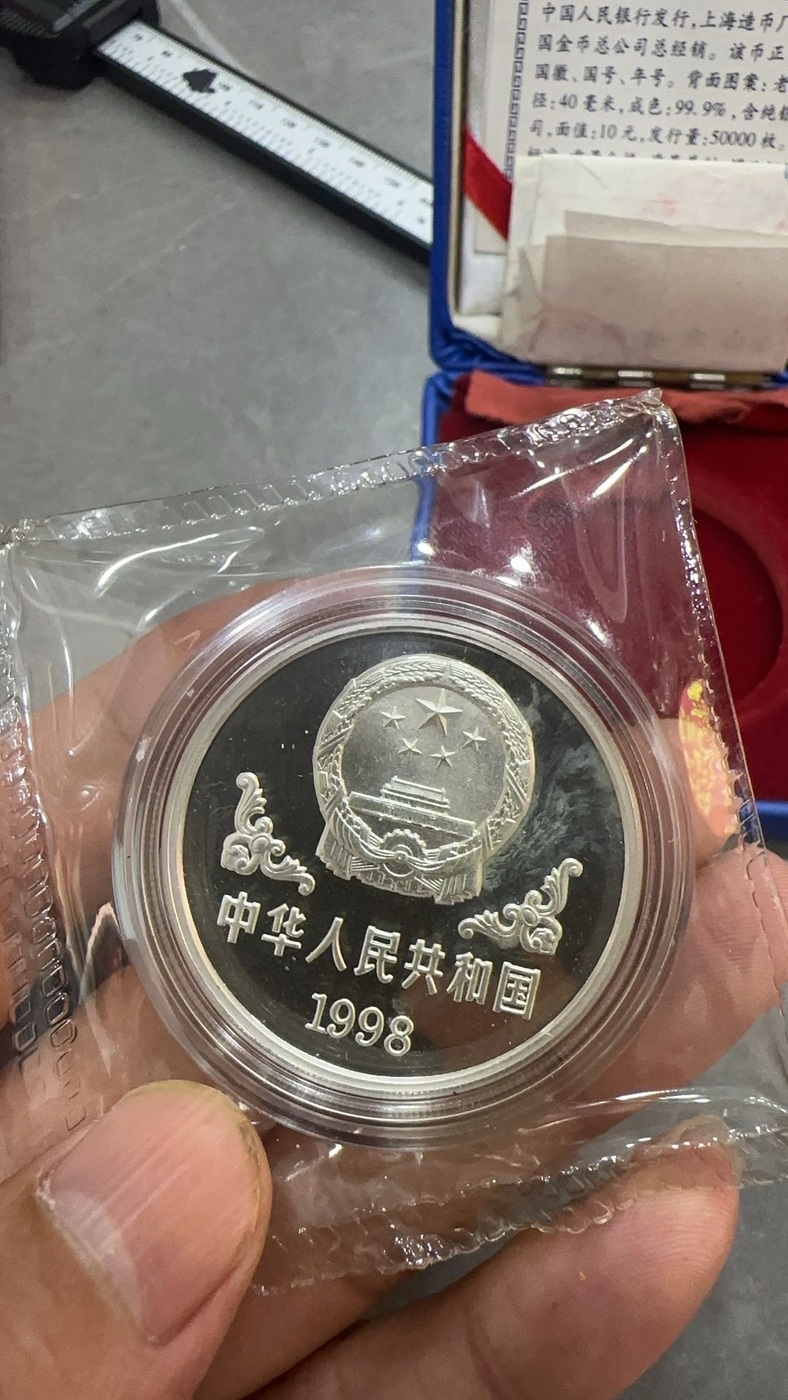 中国人民银行发行,上海造币厂
国金币总公司总经销。该币正
国徽、国号、年号。背面图案:老
径:40毫米,成色:99.9%,含纯银
司,面值:10元,发行量:50000枚。
中华人民共和国
1998